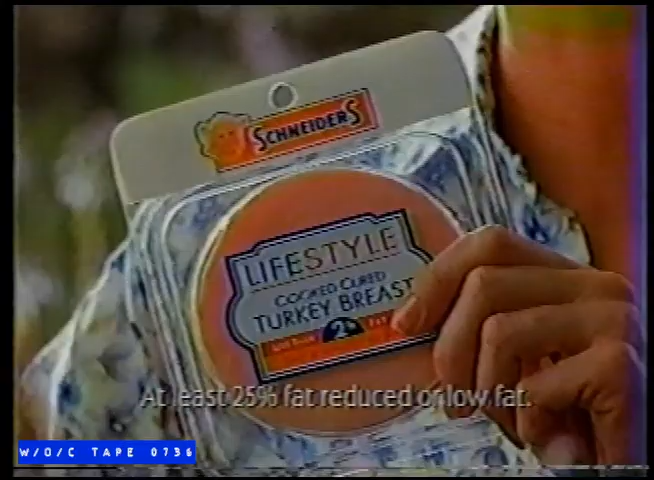 SCHNEIDERS
LIFESTYLE
COOKED CURED
TURKEY BREAST
2%
At least 25% fat reduced or low fat.
W/O/C TAPE 0736